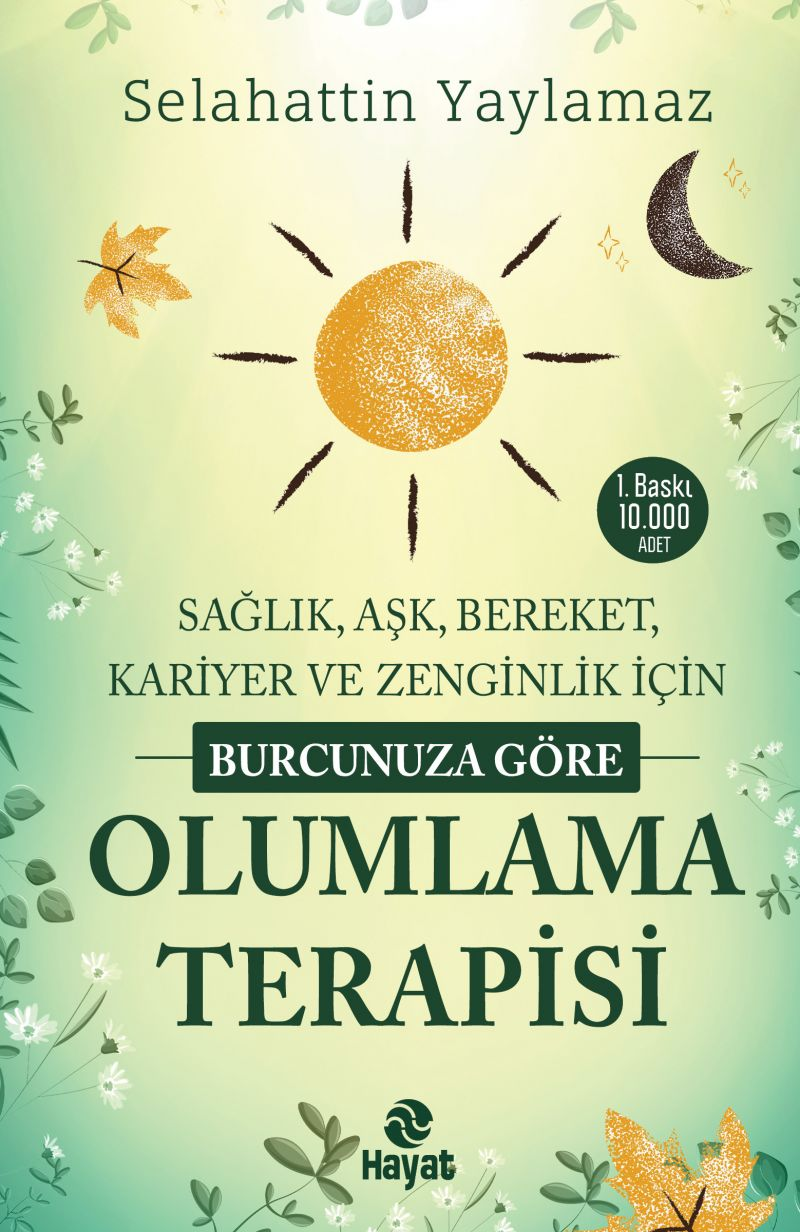 Selahattin Yaylamaz
1. Baskı
10.000
ADET
SAĞLIK, AŞK, BEREKET,
KARİYER VE ZENGİNLİK İÇİN
BURCUNUZA GÖRE
OLUMLAMA
TERAPİSİ
Hayat